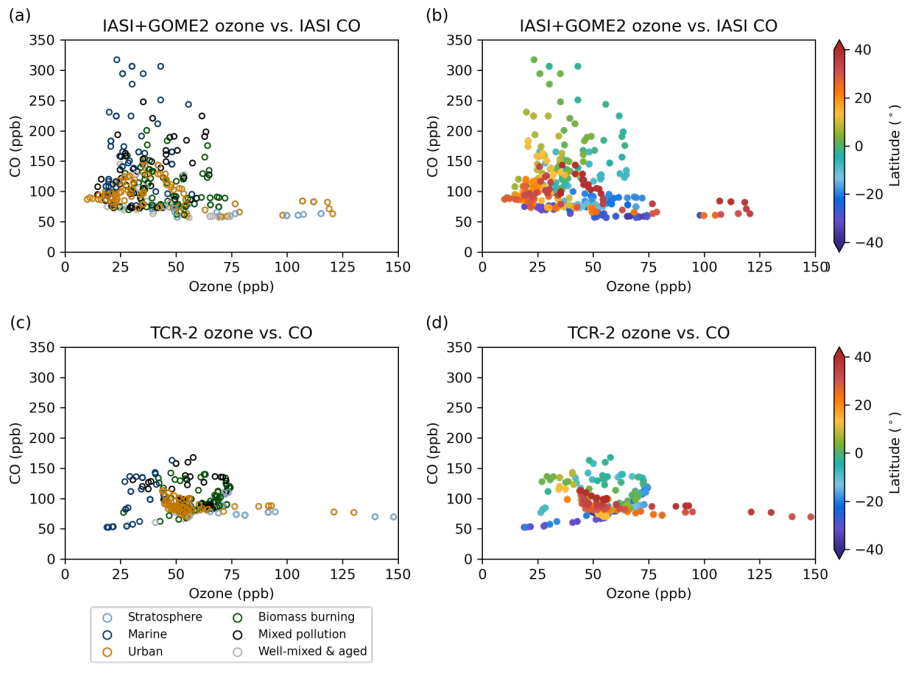 (a)
IASI+GOME2 ozone vs. IASI CO
350
300
250
200
150
100
50
0
CO (ppb)
0 25 50 75 100 125 150
Ozone (ppb)
(b)
IASI+GOME2 ozone vs. IASI CO
350
300
250
200
150
100
50
0
CO (ppb)
0 25 50 75 100 125 150
Ozone (ppb)
40
20
0
−20
−40
Latitude (°)
(c)
TCR-2 ozone vs. CO
350
300
250
200
150
100
50
0
CO (ppb)
0 25 50 75 100 125 150
Ozone (ppb)
(d)
TCR-2 ozone vs. CO
350
300
250
200
150
100
50
0
CO (ppb)
0 25 50 75 100 125 150
Ozone (ppb)
40
20
0
−20
−40
Latitude (°)
Stratosphere
Marine
Urban
Biomass burning
Mixed pollution
Well-mixed & aged